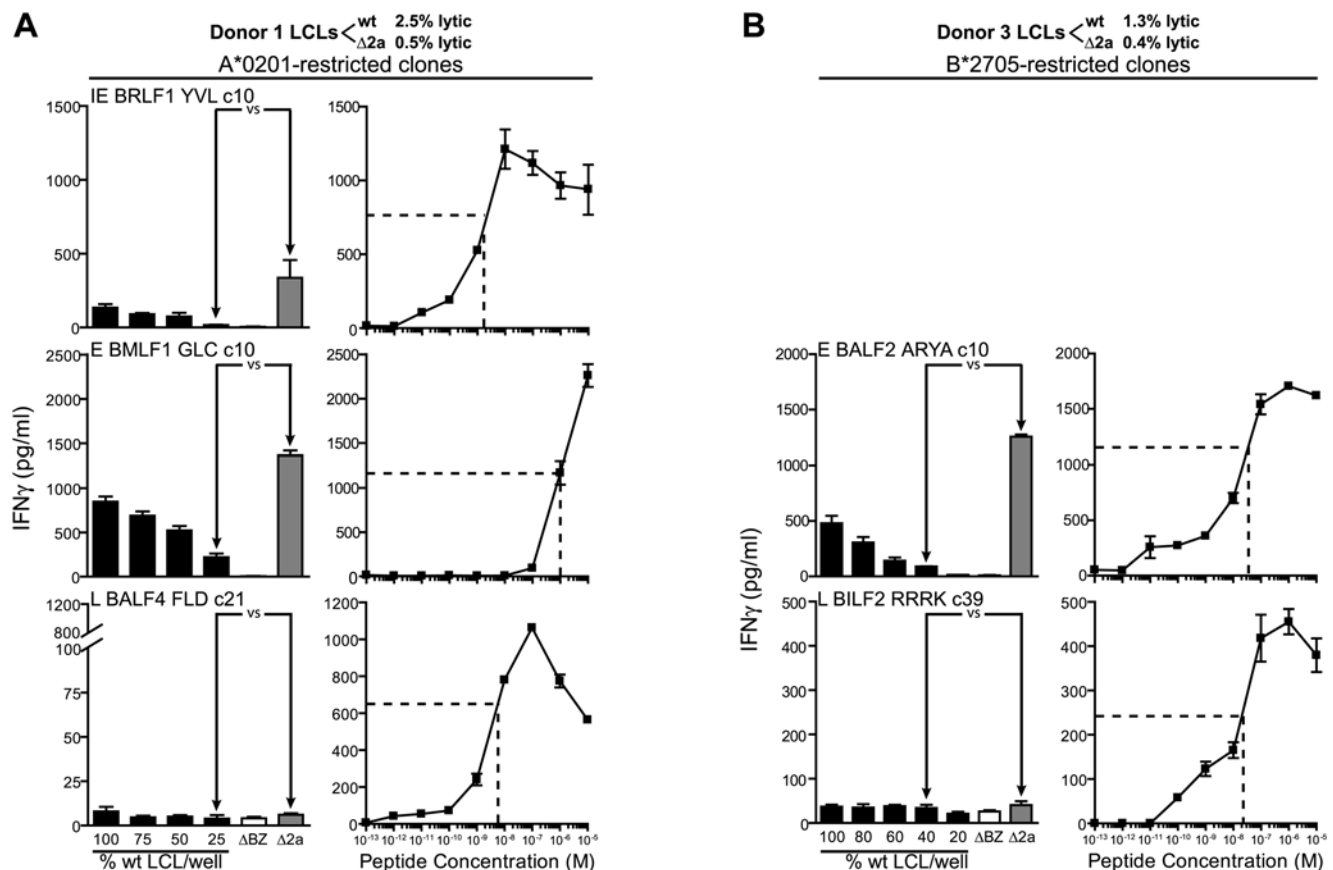 A
Donor 1 LCLs
wt 2.5% lytic
Δ2a 0.5% lytic
A*0201-restricted clones
IE BRLF1 YVL c10
vs
1500
1000
500
0
1500
1000
500
0
E BMLF1 GLC c10
vs
2500
2000
1500
1000
500
0
2500
2000
1500
1000
500
0
IFNγ (pg/ml)
L BALF4 FLD c21
vs
1200
800
100
75
50
25
0
1200
1000
800
600
400
200
0
100 75 50 25 ΔBZ Δ2a
% wt LCL/well
10⁻¹³ 10⁻¹² 10⁻¹¹ 10⁻¹⁰ 10⁻⁹ 10⁻⁸ 10⁻⁷ 10⁻⁶ 10⁻⁵
Peptide Concentration (M)
B
Donor 3 LCLs
wt 1.3% lytic
Δ2a 0.4% lytic
B*2705-restricted clones
E BALF2 ARYA c10
vs
2000
1500
1000
500
0
2000
1500
1000
500
0
IFNγ (pg/ml)
L BILF2 RRRK c39
vs
500
400
300
200
100
0
500
400
300
200
100
0
100 80 60 40 20 ΔBZ Δ2a
% wt LCL/well
10⁻¹³ 10⁻¹² 10⁻¹¹ 10⁻¹⁰ 10⁻⁹ 10⁻⁸ 10⁻⁷ 10⁻⁶ 10⁻⁵
Peptide Concentration (M)